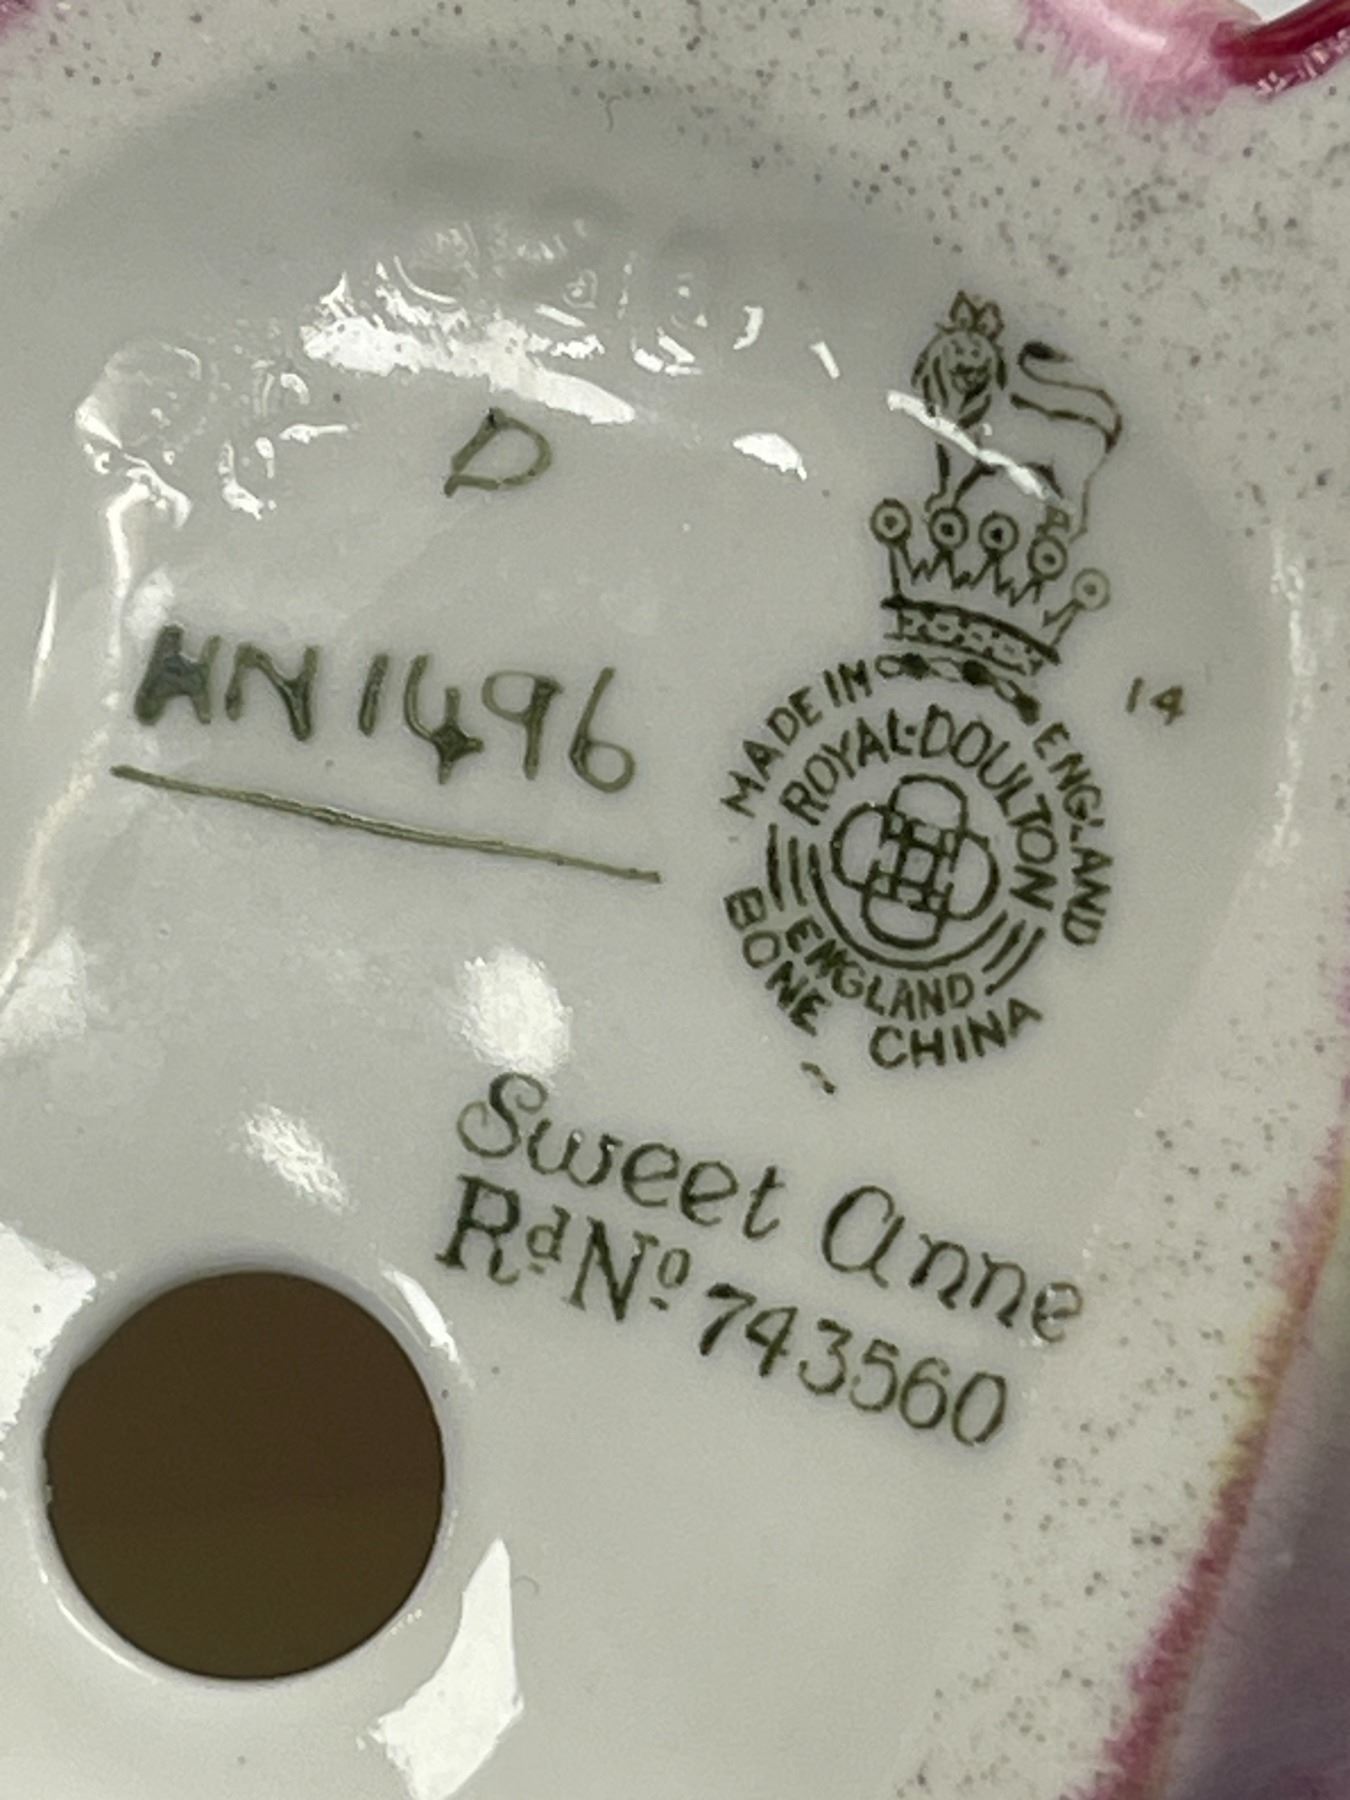 D
HN1496
14
MADE IN ENGLAND
ROYAL·DOULTON
ENGLAND
BONE CHINA
Sweet Anne
Rd No 743560